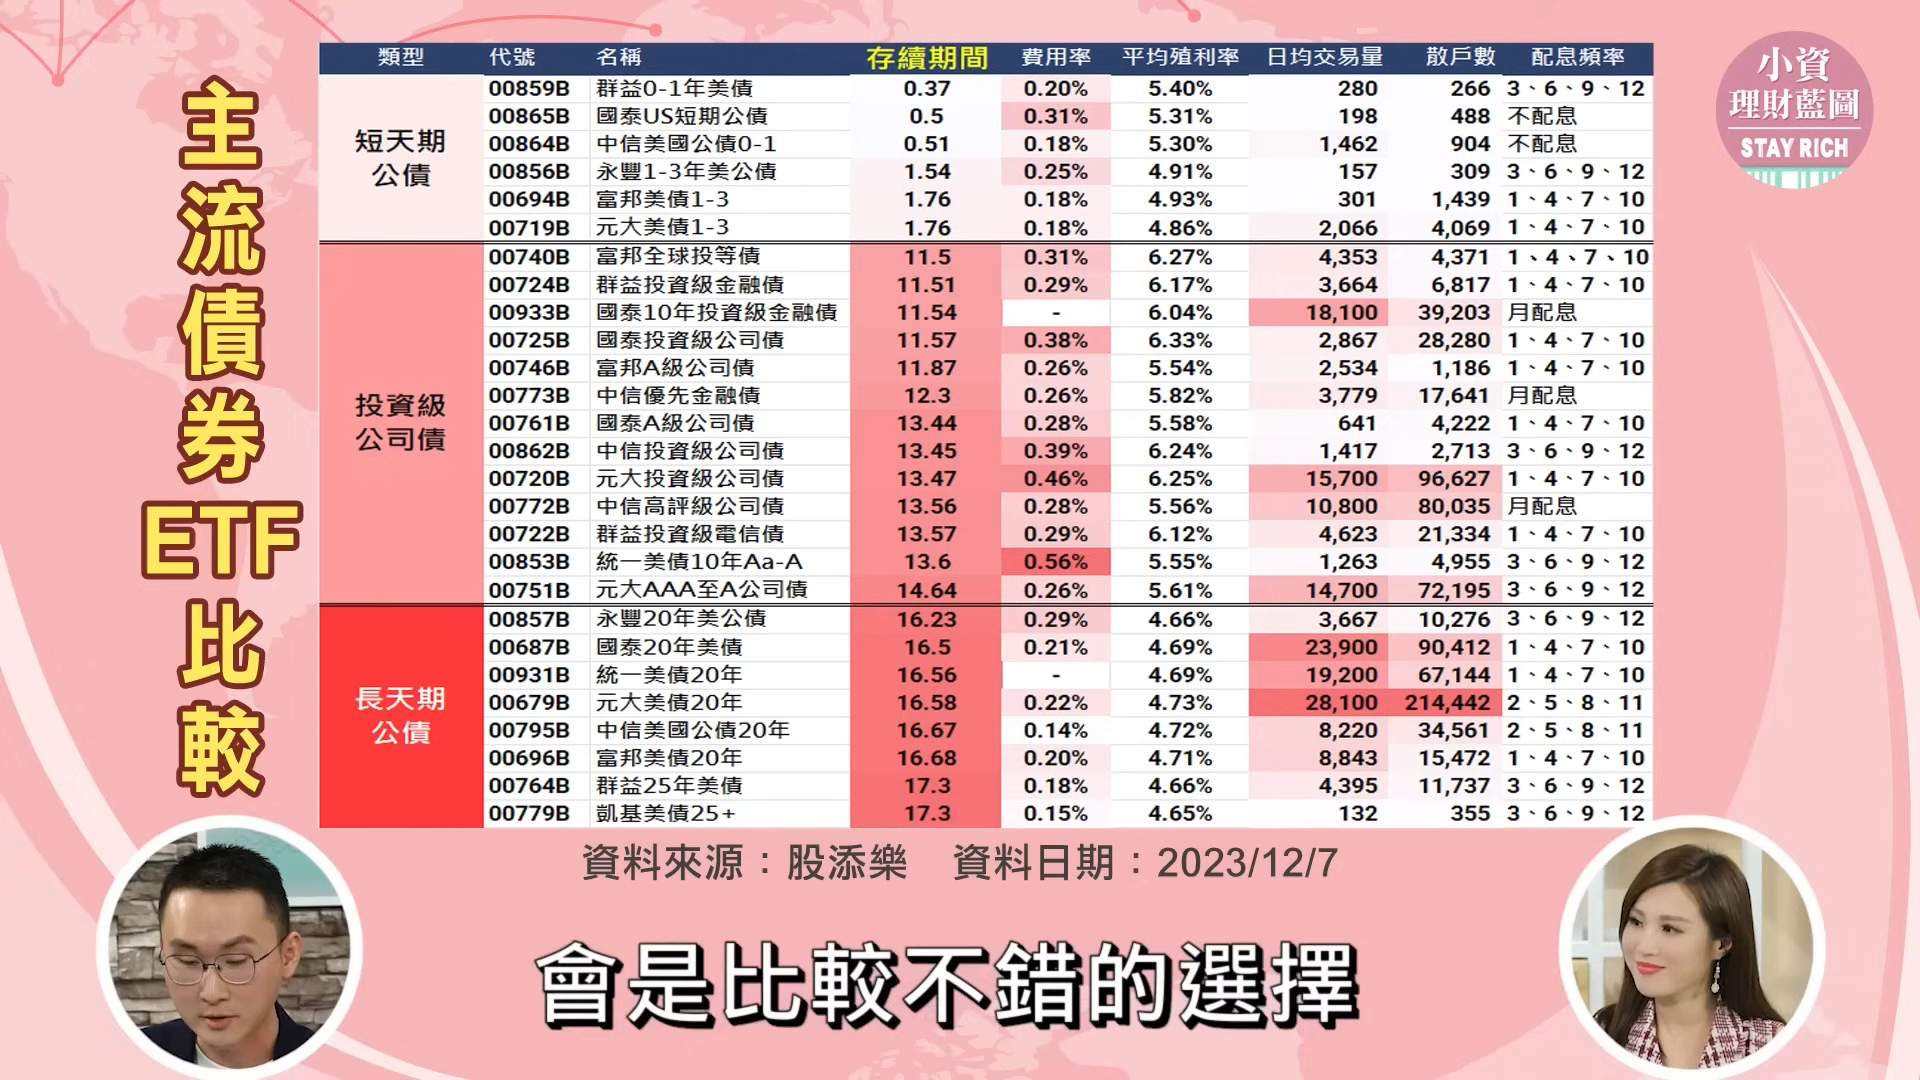 主流債券ETF比較
小資
理財藍圖
STAY RICH
類型 代號 名稱 存續期間 費用率 平均殖利率 日均交易量 散戶數 配息頻率
短天期
公債
00859B 群益0-1年美債 0.37 0.20% 5.40% 280 266 3、6、9、12
00865B 國泰US短期公債 0.5 0.31% 5.31% 198 488 不配息
00864B 中信美國公債0-1 0.51 0.18% 5.30% 1,462 904 不配息
00856B 永豐1-3年美公債 1.54 0.25% 4.91% 157 309 3、6、9、12
00694B 富邦美債1-3 1.76 0.18% 4.93% 301 1,439 1、4、7、10
00719B 元大美債1-3 1.76 0.18% 4.86% 2,066 4,069 1、4、7、10
投資級
公司債
00740B 富邦全球投等債 11.5 0.31% 6.27% 4,353 4,371 1、4、7、10
00724B 群益投資級金融債 11.51 0.29% 6.17% 3,664 6,817 1、4、7、10
00933B 國泰10年投資級金融債 11.54 - 6.04% 18,100 39,203 月配息
00725B 國泰投資級公司債 11.57 0.38% 6.33% 2,867 28,280 1、4、7、10
00746B 富邦A級公司債 11.87 0.26% 5.54% 2,534 1,186 1、4、7、10
00773B 中信優先金融債 12.3 0.26% 5.82% 3,779 17,641 月配息
00761B 國泰A級公司債 13.44 0.28% 5.58% 641 4,222 1、4、7、10
00862B 中信投資級公司債 13.45 0.39% 6.24% 1,417 2,713 3、6、9、12
00720B 元大投資級公司債 13.47 0.46% 6.25% 15,700 96,627 1、4、7、10
00772B 中信高評級公司債 13.56 0.28% 5.56% 10,800 80,035 月配息
00722B 群益投資級電信債 13.57 0.29% 6.12% 4,623 21,334 1、4、7、10
00853B 統一美債10年Aa-A 13.6 0.56% 5.55% 1,263 4,955 3、6、9、12
00751B 元大AAA至A公司債 14.64 0.26% 5.61% 14,700 72,195 3、6、9、12
長天期
公債
00857B 永豐20年美公債 16.23 0.29% 4.66% 3,667 10,276 3、6、9、12
00687B 國泰20年美債 16.5 0.21% 4.69% 23,900 90,412 1、4、7、10
00931B 統一美債20年 16.56 - 4.69% 19,200 67,144 1、4、7、10
00679B 元大美債20年 16.58 0.22% 4.73% 28,100 214,442 2、5、8、11
00795B 中信美國公債20年 16.67 0.14% 4.72% 8,220 34,561 2、5、8、11
00696B 富邦美債20年 16.68 0.20% 4.71% 8,843 15,472 1、4、7、10
00764B 群益25年美債 17.3 0.18% 4.66% 4,395 11,737 3、6、9、12
00779B 凱基美債25+ 17.3 0.15% 4.65% 132 355 3、6、9、12
資料來源：股添樂 資料日期：2023/12/7
會是比較不錯的選擇